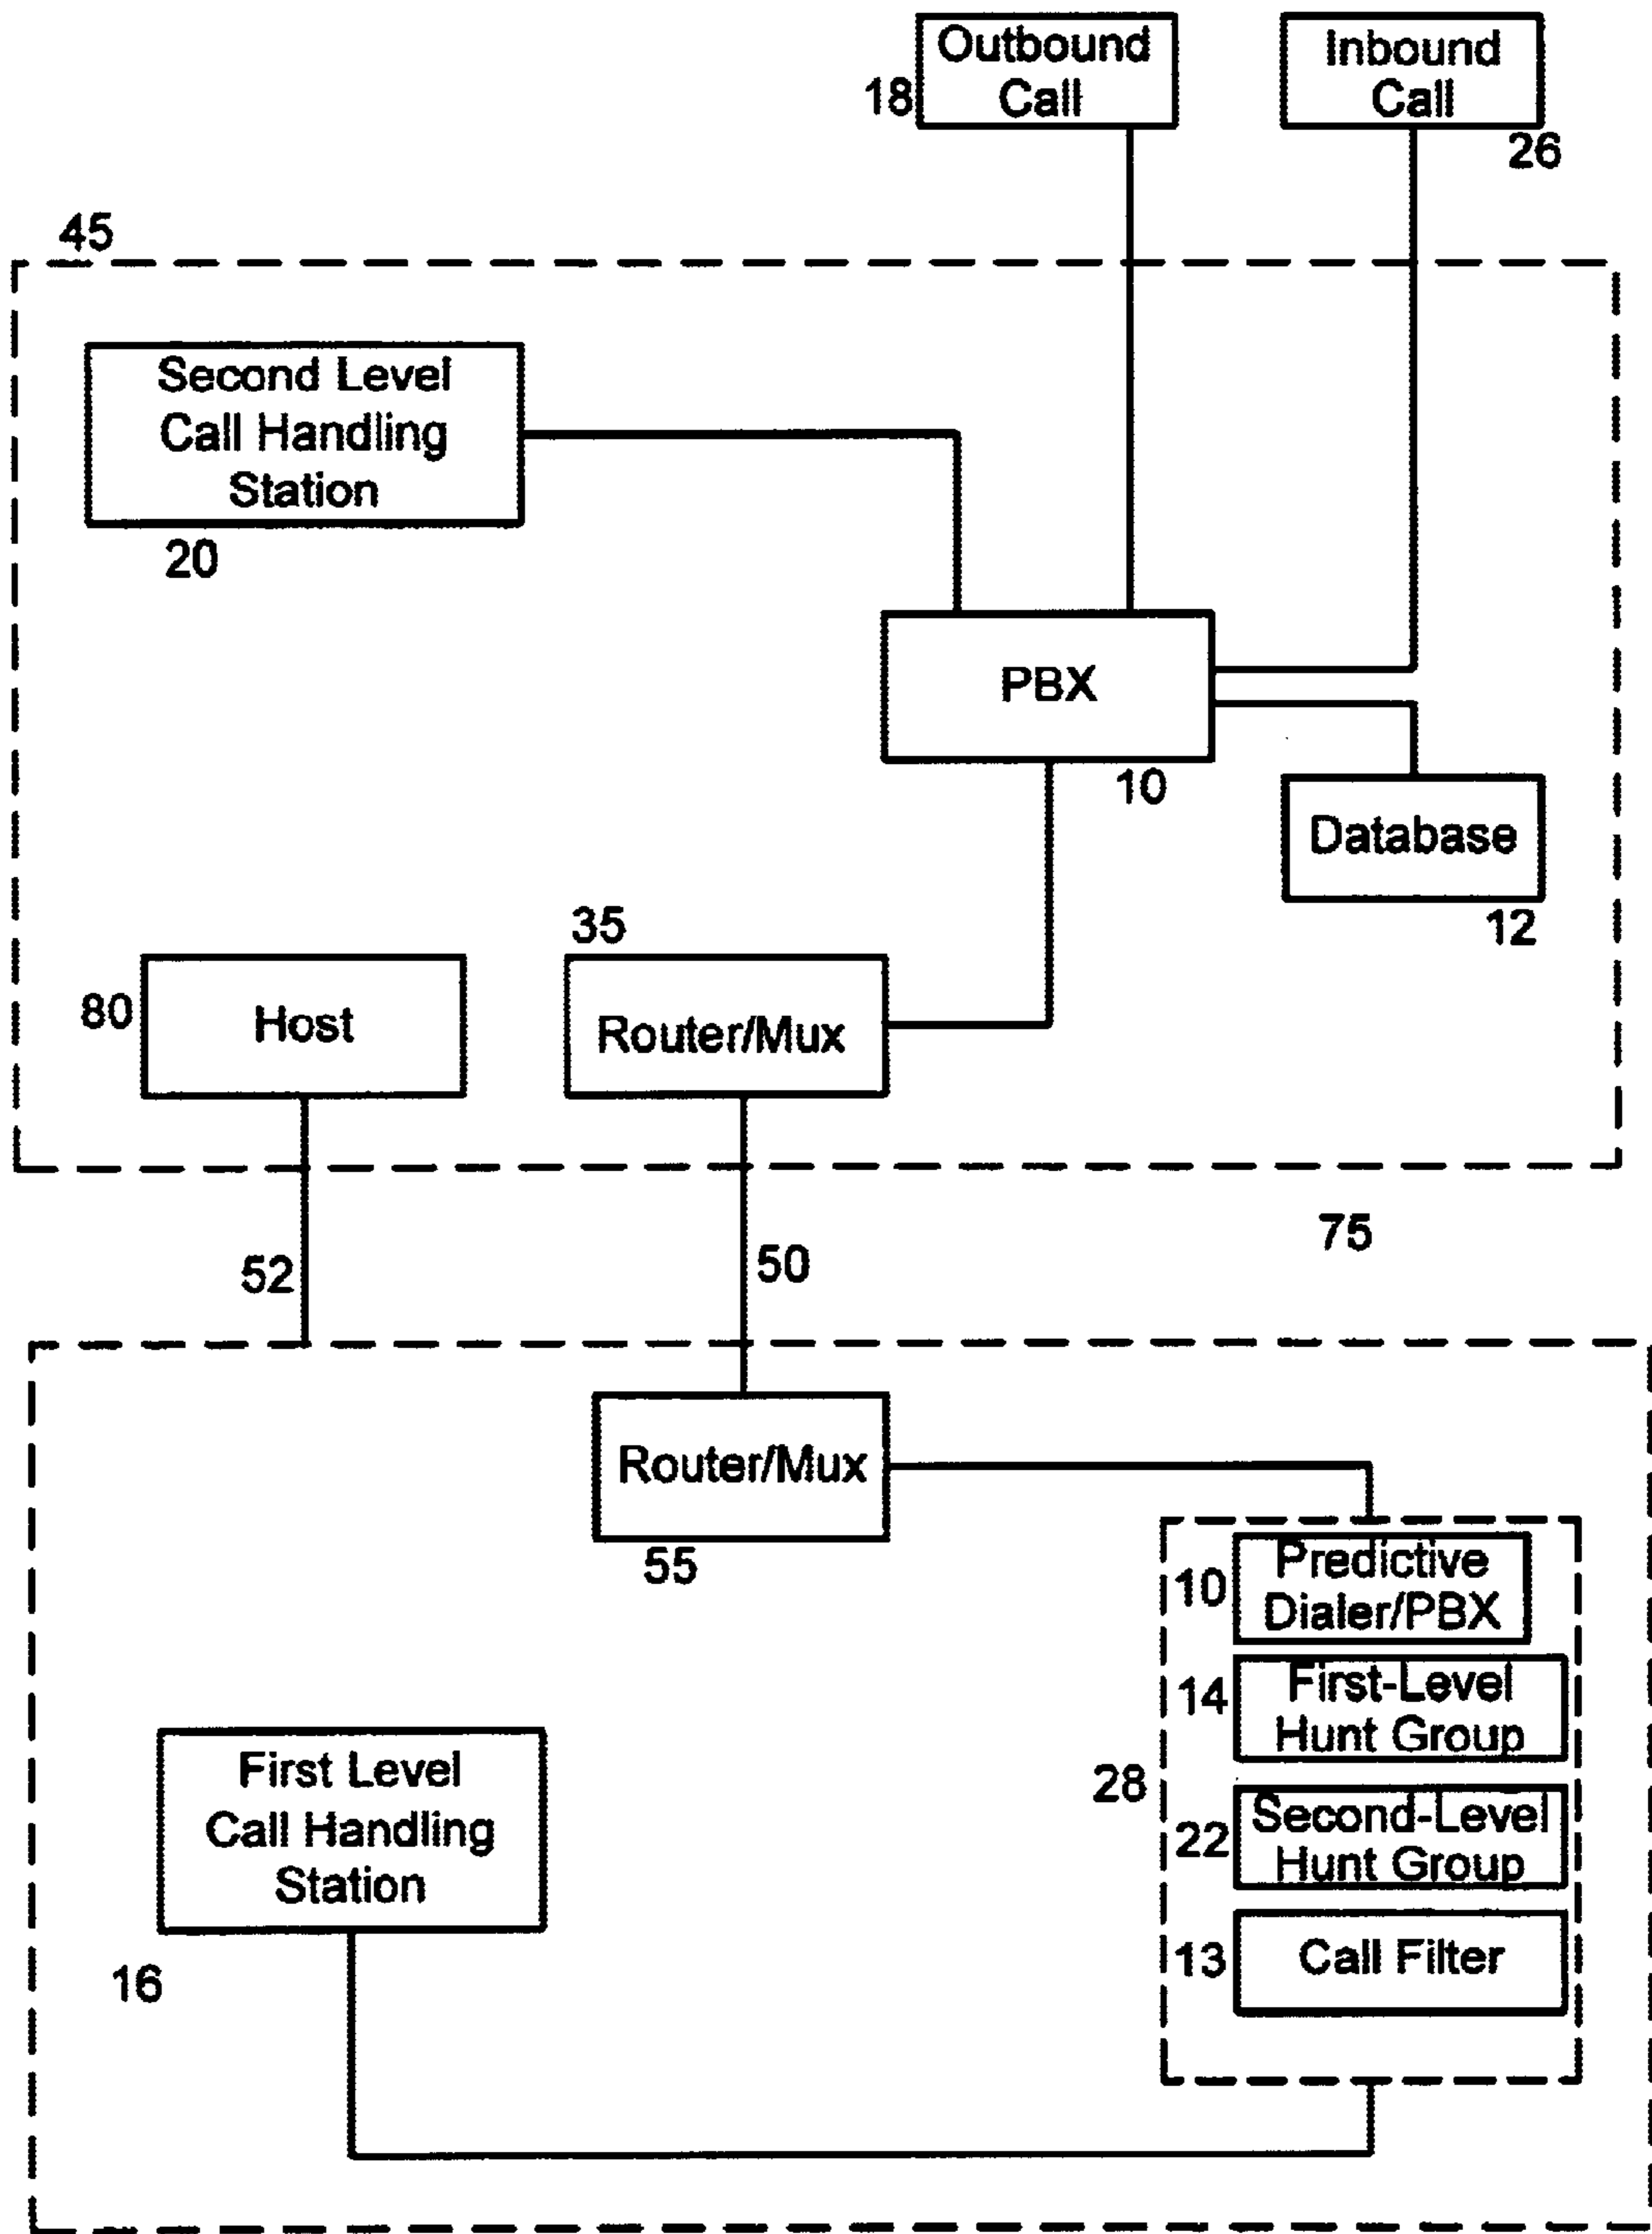 Outbound
Call
18
Inbound
Call
26
45
Second Level
Call Handling
Station
20
PBX
10
Database
12
35
80
Host
Router/Mux
75
52
50
Router/Mux
55
10
Predictive
Dialer/PBX
14
First-Level
Hunt Group
28
22
Second-Level
Hunt Group
13
Call Filter
First Level
Call Handling
Station
16